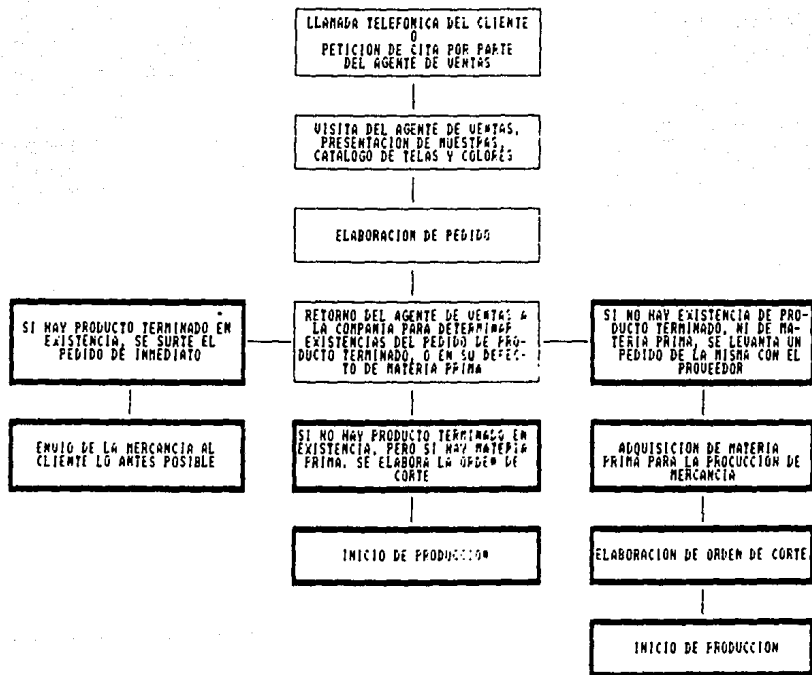 LLAMADA TELEFONICA DEL CLIENTE
O
PETICION DE CITA POR PARTE
DEL AGENTE DE VENTAS
VISITA DEL AGENTE DE VENTAS,
PRESENTACION DE MUESTRAS,
CATALOGO DE TELAS Y COLORES
ELABORACION DE PEDIDO
SI HAY PRODUCTO TERMINADO EN
EXISTENCIA, SE SURTE EL
PEDIDO DE INMEDIATO
RETORNO DEL AGENTE DE VENTAS A
LA COMPAÑIA PARA DETERMINAR
EXISTENCIAS DEL PEDIDO DE PRO-
DUCTO TERMINADO, O EN SU DEFEC-
TO DE MATERIA PRIMA
SI NO HAY EXISTENCIA DE PRO-
DUCTO TERMINADO, NI DE MA-
TERIA PRIMA, SE LEVANTA UN
PEDIDO DE LA MISMA CON EL
PROVEEDOR
ENVIO DE LA MERCANCIA AL
CLIENTE LO ANTES POSIBLE
SI NO HAY PRODUCTO TERMINADO EN
EXISTENCIA, PERO SI HAY MATERIA
PRIMA, SE ELABORA LA ORDEN DE
CORTE
ADQUISICION DE MATERIA
PRIMA PARA LA PRODUCCION DE
MERCANCIA
INICIO DE PRODUCCION
ELABORACION DE ORDEN DE CORTE
INICIO DE PRODUCCION